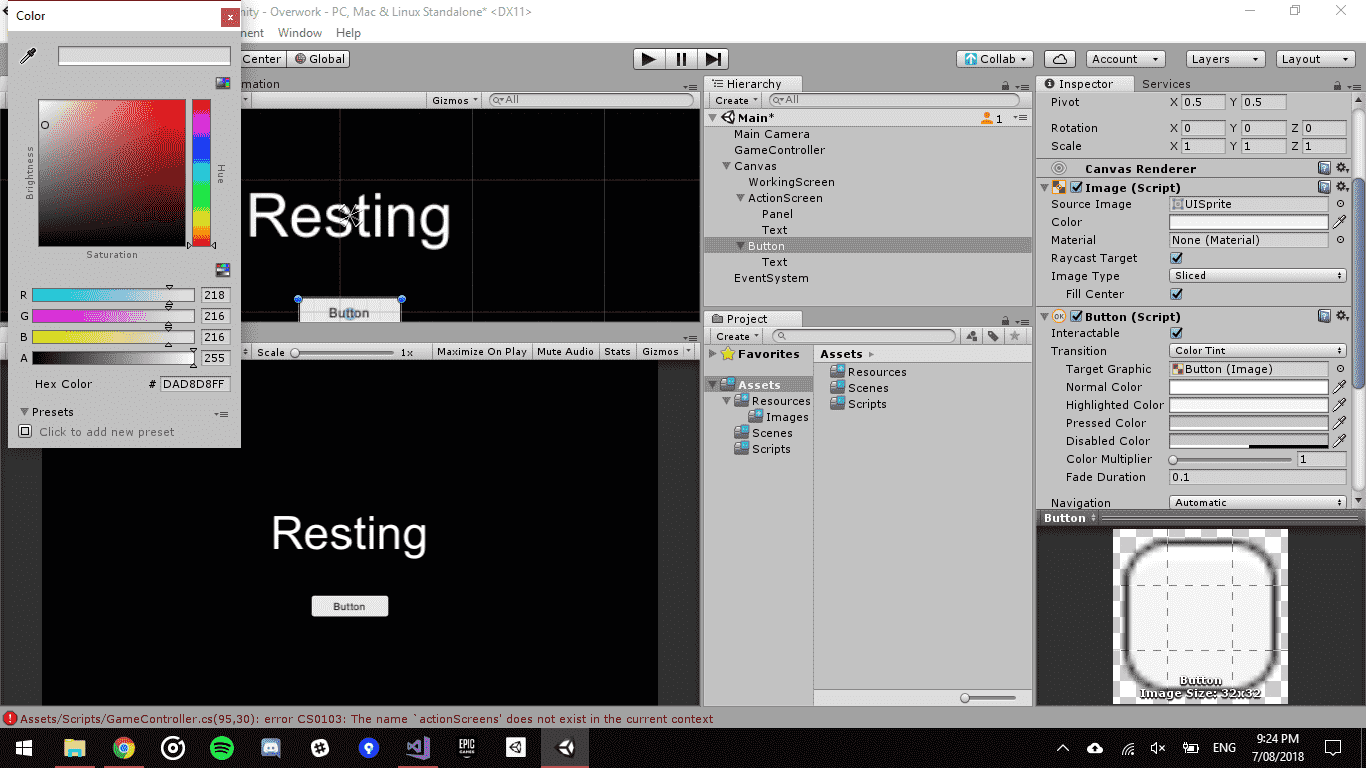 Color
x
nity - Overwork - PC, Mac & Linux Standalone* <DX11>
nent Window Help
Center Global
Collab
Account
Layers
Layout
mation
Gizmos
All
Brightness
Hue
Saturation
R 218
G 216
B 216
A 255
Hex Color # DAD8D8FF
Presets
Click to add new preset
Resting
Button
Scale 1x Maximize On Play Mute Audio Stats Gizmos
Resting
Button
Hierarchy
Create All
Main* 1
Main Camera
GameController
Canvas
WorkingScreen
ActionScreen
Panel
Text
Button
Text
EventSystem
Project
Create
Favorites
Assets
Resources
Images
Scenes
Scripts
Assets
Resources
Scenes
Scripts
Inspector Services
Pivot X 0.5 Y 0.5
Rotation X 0 Y 0 Z 0
Scale X 1 Y 1 Z 1
Canvas Renderer
Image (Script)
Source Image UISprite
Color
Material None (Material)
Raycast Target
Image Type Sliced
Fill Center
OK Button (Script)
Interactable
Transition Color Tint
Target Graphic Button (Image)
Normal Color
Highlighted Color
Pressed Color
Disabled Color
Color Multiplier 1
Fade Duration 0.1
Navigation Automatic
Button
Button
Image Size: 32x32
Assets/Scripts/GameController.cs(95,30): error CS0103: The name `actionScreens' does not exist in the current context
EPIC
GAMES
ENG
9:24 PM
7/08/2018